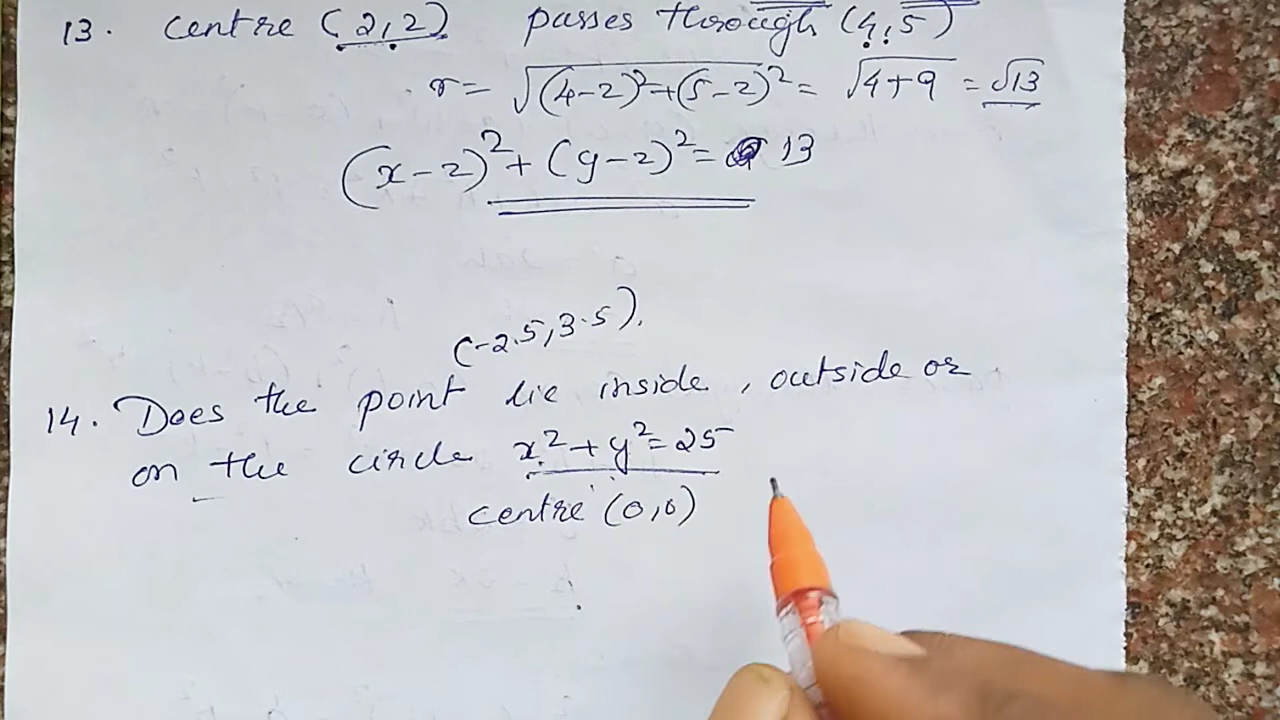 13. Centre (2,2) passes through (4,5)
r = √(4-2)²+(5-2)² = √4+9 = √13
(x-2)²+(y-2)² = 13
(-2.5,3.5).
14. Does the point lie inside, outside or
on the circle x²+y²=25
centre (0,0)